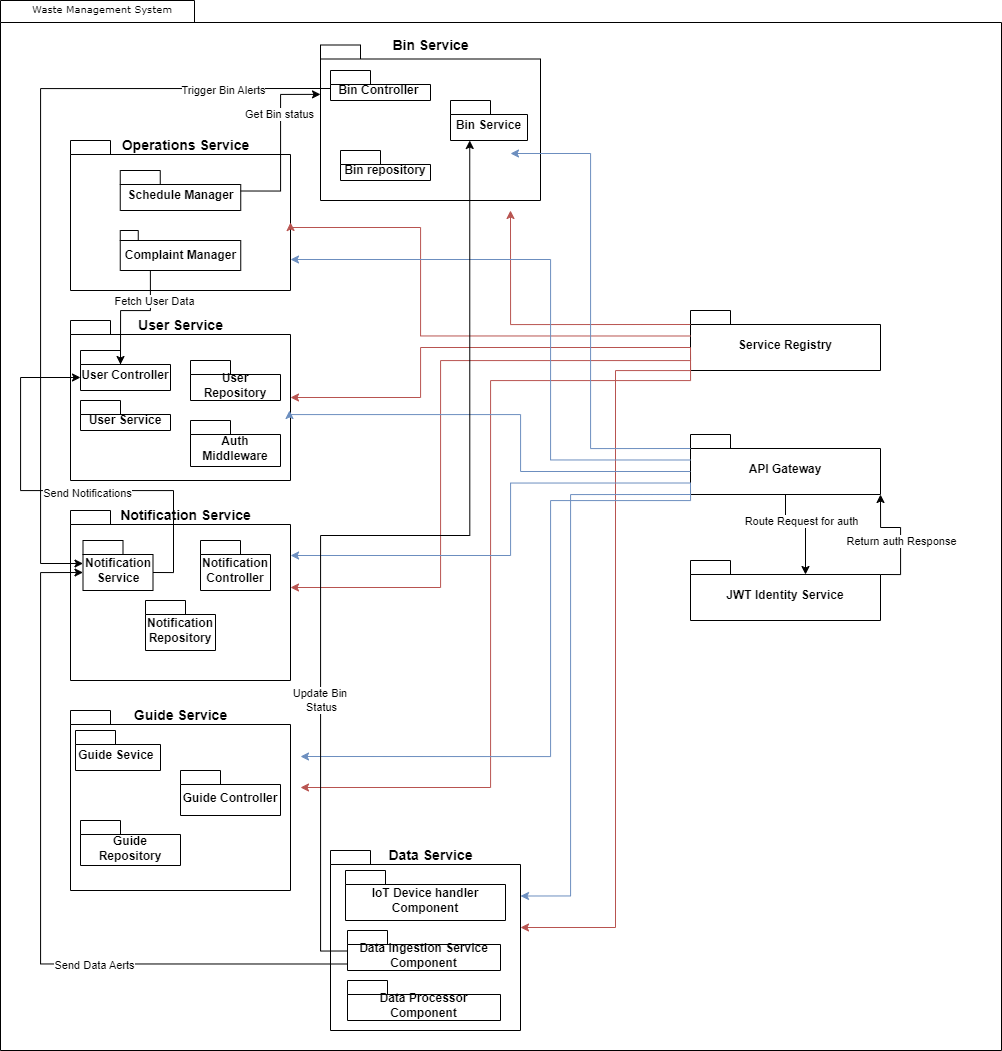 Waste Management System
Bin Service
Trigger Bin Alerts
Bin Controller
Get Bin status
Bin Service
Bin repository
Operations Service
Schedule Manager
Complaint Manager
Fetch User Data
User Service
User Controller
User
Repository
User Service
Auth
Middleware
Service Registry
API Gateway
Route Request for auth
Return auth Response
JWT Identity Service
Send Notifications
Notification Service
Notification
Service
Notification
Controller
Notification
Repository
Update Bin
Status
Guide Service
Guide Sevice
Guide Controller
Guide
Repository
Data Service
IoT Device handler
Component
Data Ingestion Service
Component
Send Data Aerts
Data Processor
Component